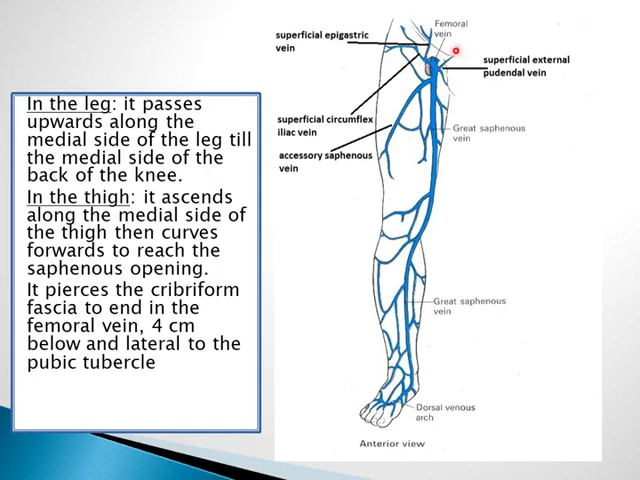 In the leg: it passes
upwards along the
medial side of the leg till
the medial side of the
back of the knee.
In the thigh: it ascends
along the medial side of
the thigh then curves
forwards to reach the
saphenous opening.
It pierces the cribriform
fascia to end in the
femoral vein, 4 cm
below and lateral to the
pubic tubercle
Femoral
vein
superficial epigastric
vein
superficial external
pudendal vein
superficial circumflex
iliac vein
Great saphenous
vein
accessory saphenous
vein
Great saphenous
vein
Dorsal venous
arch
Anterior view